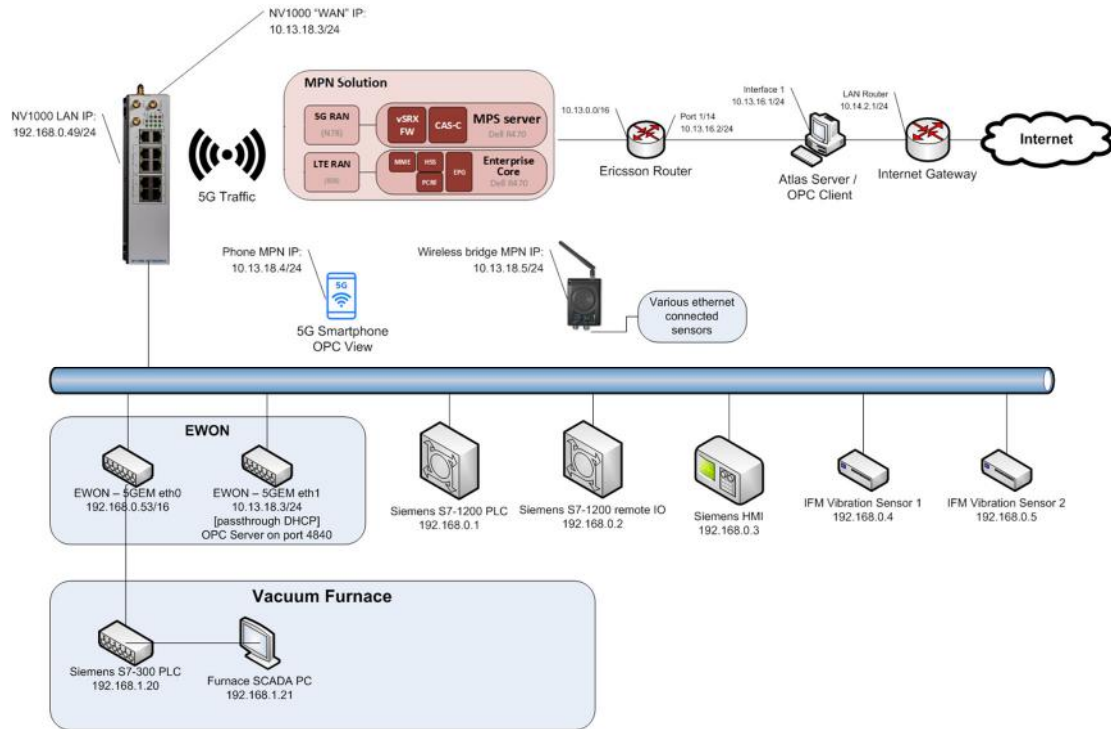 NV1000 “WAN” IP:
10.13.18.3/24
NV1000 LAN IP:
192.168.0.49/24
5G Traffic
MPN Solution
5G RAN
(N78)
LTE RAN
vSRX
FW
CAS-C
MPS server
Dell R470
MME
HSS
PCRF
EPG
Enterprise
Core
Dell R470
10.13.0.0/16
Ericsson Router
Port 1/14
10.13.16.2/24
Interface 1
10.13.16.1/24
Atlas Server /
OPC Client
LAN Router
10.14.2.1/24
Internet Gateway
Internet
Phone MPN IP:
10.13.18.4/24
5G
5G Smartphone
OPC View
Wireless bridge MPN IP:
10.13.18.5/24
Various ethernet
connected
sensors
EWON
EWON – 5GEM eth0
192.168.0.53/16
EWON – 5GEM eth1
10.13.18.3/24
[passthrough DHCP]
OPC Server on port 4840
Siemens S7-1200 PLC
192.168.0.1
Siemens S7-1200 remote IO
192.168.0.2
Siemens HMI
192.168.0.3
IFM Vibration Sensor 1
192.168.0.4
IFM Vibration Sensor 2
192.168.0.5
Vacuum Furnace
Siemens S7-300 PLC
192.168.1.20
Furnace SCADA PC
192.168.1.21